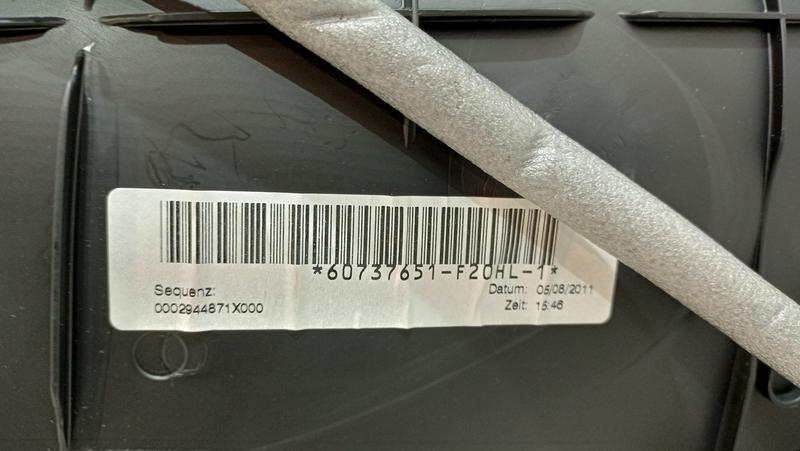 *60737651-F20HL-1*
Sequenz:
0002944871X000
Datum: 05/08/2011
Zeit: 15:46